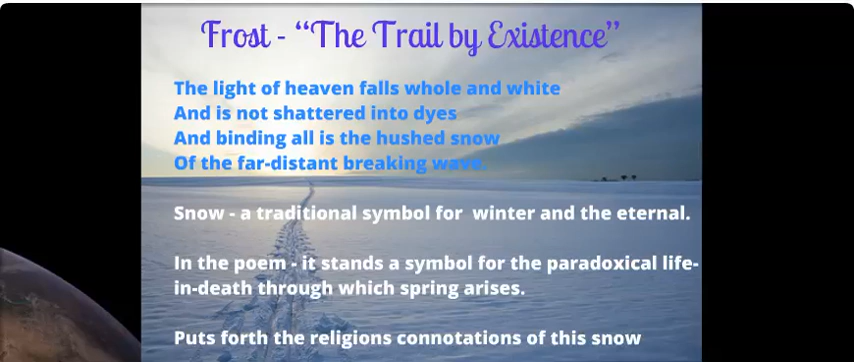 Frost - “The Trail by Existence”
The light of heaven falls whole and white
And is not shattered into dyes
And binding all is the hushed snow
Of the far-distant breaking wave.
Snow - a traditional symbol for winter and the eternal.
In the poem - it stands a symbol for the paradoxical life-
in-death through which spring arises.
Puts forth the religions connotations of this snow